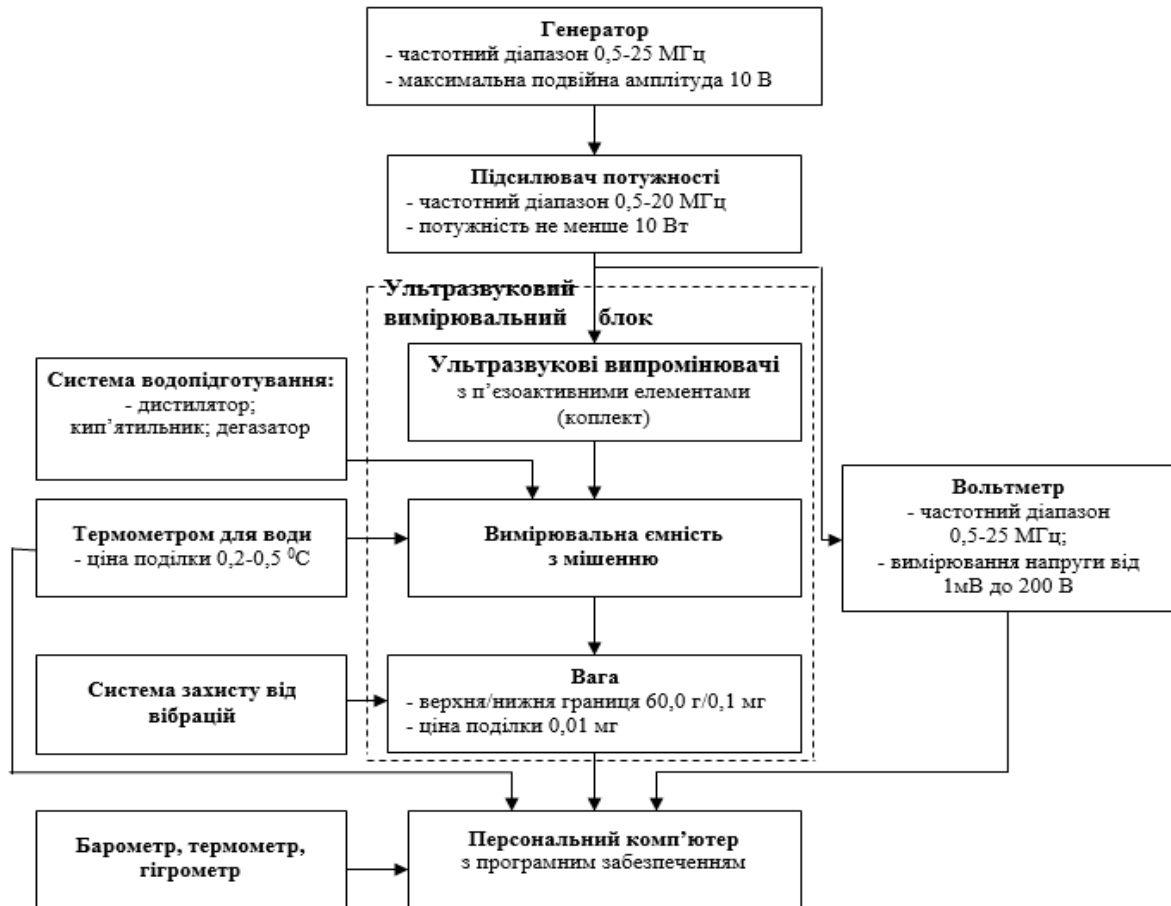 Генератор
- частотний діапазон 0,5-25 МГц
- максимальна подвійна амплітуда 10 В
Підсилювач потужності
- частотний діапазон 0,5-20 МГц
- потужність не менше 10 Вт
Ультразвуковий
вимірювальний блок
Ультразвукові випромінювачі
з п’єзоактивними елементами
(коплект)
Система водопідготування:
- дистилятор;
кип’ятильник; дегазатор
Вольтметр
- частотний діапазон
0,5-25 МГц;
- вимірювання напруги від
1мВ до 200 В
Термометром для води
- ціна поділки 0,2-0,5 ⁰С
Вимірювальна ємність
з мішенню
Система захисту від
вібрацій
Вага
- верхня/нижня границя 60,0 г/0,1 мг
- ціна поділки 0,01 мг
Барометр, термометр,
гігрометр
Персональний комп’ютер
з програмним забезпеченням